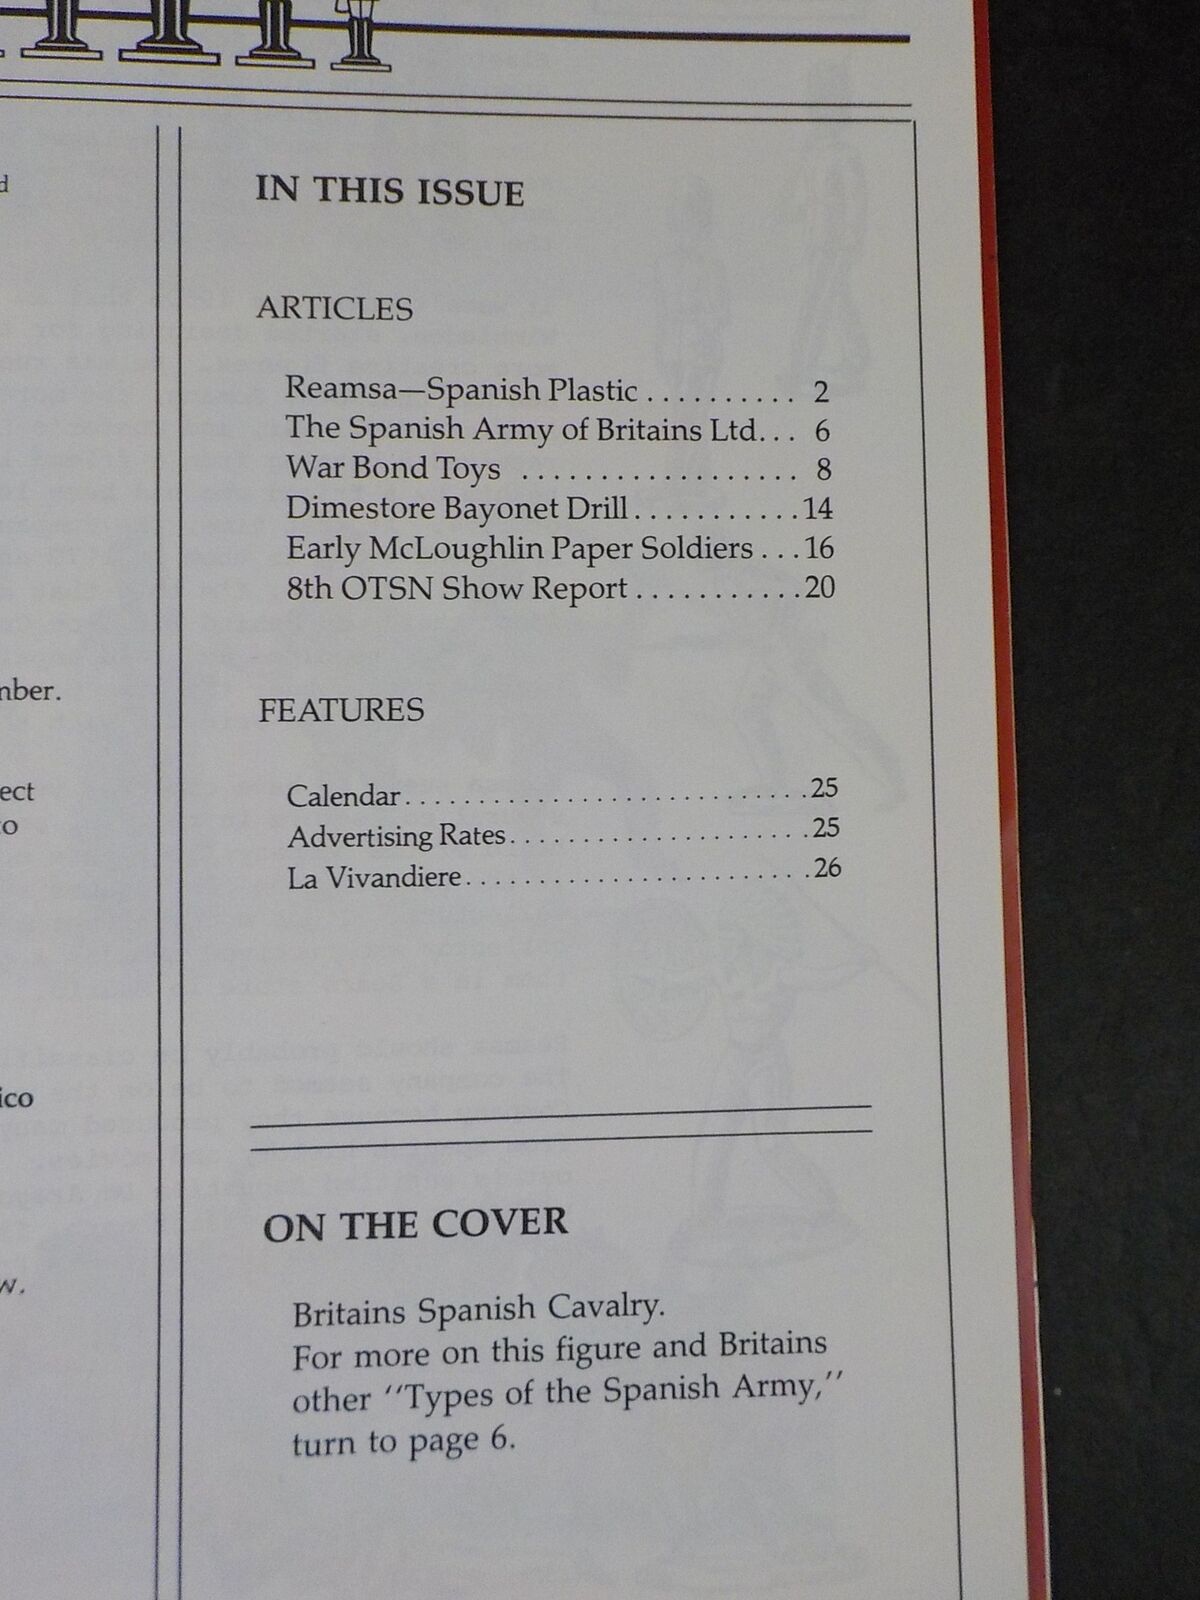 IN THIS ISSUE
ARTICLES
Reamsa—Spanish Plastic .......... 2
The Spanish Army of Britains Ltd... 6
War Bond Toys .................. 8
Dimestore Bayonet Drill...........14
Early McLoughlin Paper Soldiers ...16
8th OTSN Show Report ...........20
FEATURES
Calendar............................25
Advertising Rates.....................25
La Vivandiere........................26
ON THE COVER
Britains Spanish Cavalry.
For more on this figure and Britains
other "Types of the Spanish Army,"
turn to page 6.